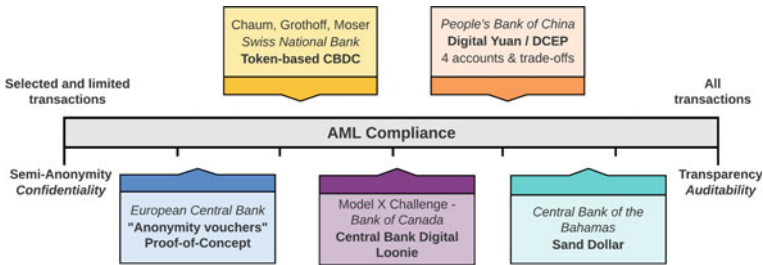 Chaum, Grothoff, Moser
Swiss National Bank
Token-based CBDC
People's Bank of China
Digital Yuan / DCEP
4 accounts & trade-offs
Selected and limited
transactions
All
transactions
AML Compliance
Semi-Anonymity
Confidentiality
Transparency
Auditability
European Central Bank
"Anonymity vouchers"
Proof-of-Concept
Model X Challenge -
Bank of Canada
Central Bank Digital
Loonie
Central Bank of the
Bahamas
Sand Dollar